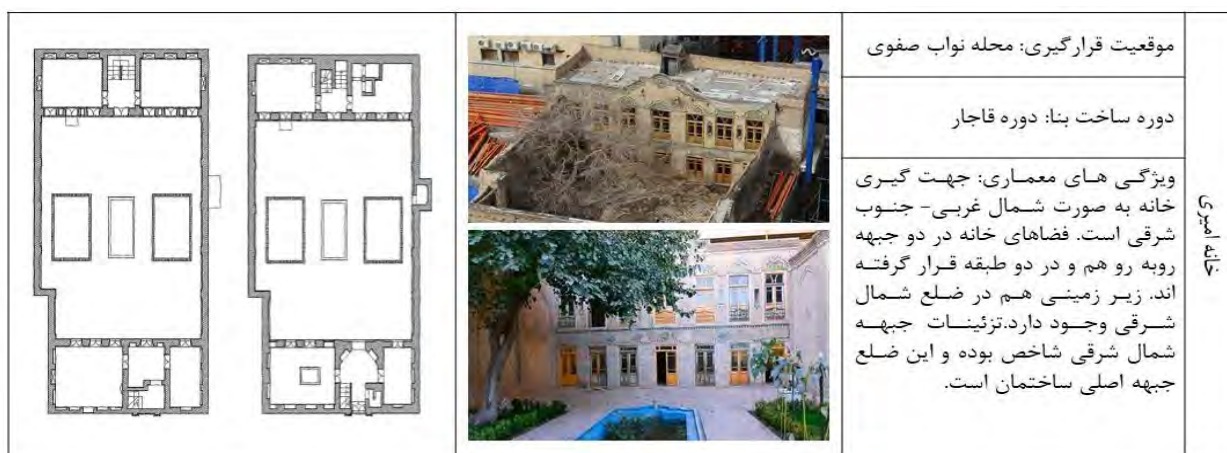 خانه امیری
موقعیت قرارگیری: محله نواب صفوی
دوره ساخت بنا: دوره قاجار
ویژگی های معماری: جهت گیری
خانه به صورت شمال غربی- جنوب
شرقی است. فضاهای خانه در دو جبهه
روبه رو هم و در دو طبقه قرار گرفته
اند. زیر زمینی هم در ضلع شمال
شرقی وجود دارد.تزئینات جبهه
شمال شرقی شاخص بوده و این ضلع
جبهه اصلی ساختمان است.